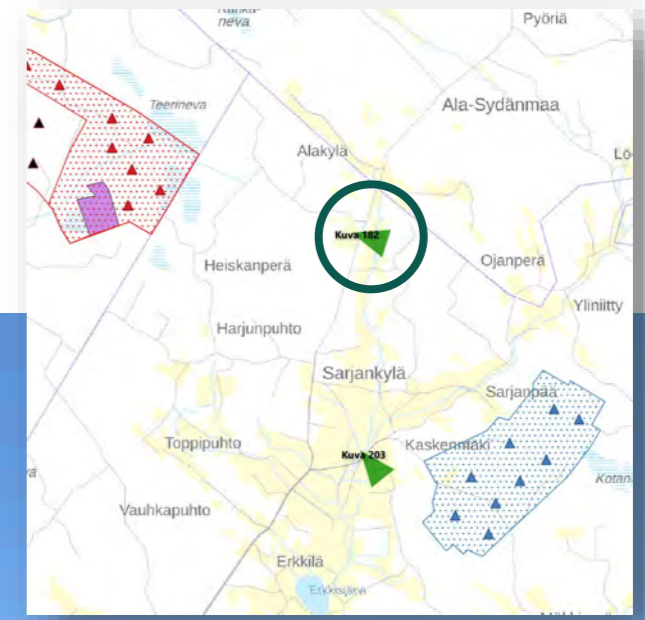 neva
Pyöriä
Teerineva
Ala-Sydänmaa
Alakylä
Kuva 182
Heiskanperä
Ojanperä
Yliniitty
Harjunpuhto
Sarjankylä
Sarjanpää
Toppipuhto
Kaskenmäki
Kuva 203
Vauhkapuhto
Erkkilä
Erkkisjärvi